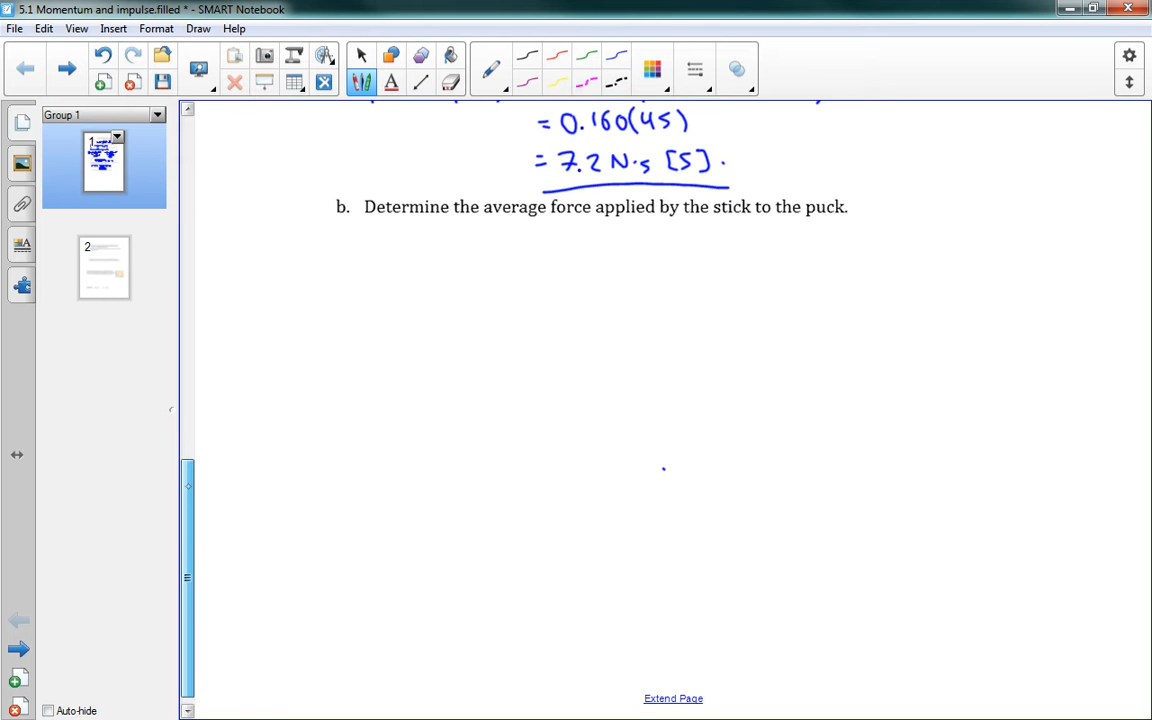 5.1 Momentum and impulse.filled * - SMART Notebook
File Edit View Insert Format Draw Help
Group 1
1
2
= 0.160(45)
= 7.2 N·s [S].
b. Determine the average force applied by the stick to the puck.
Extend Page
Auto-hide